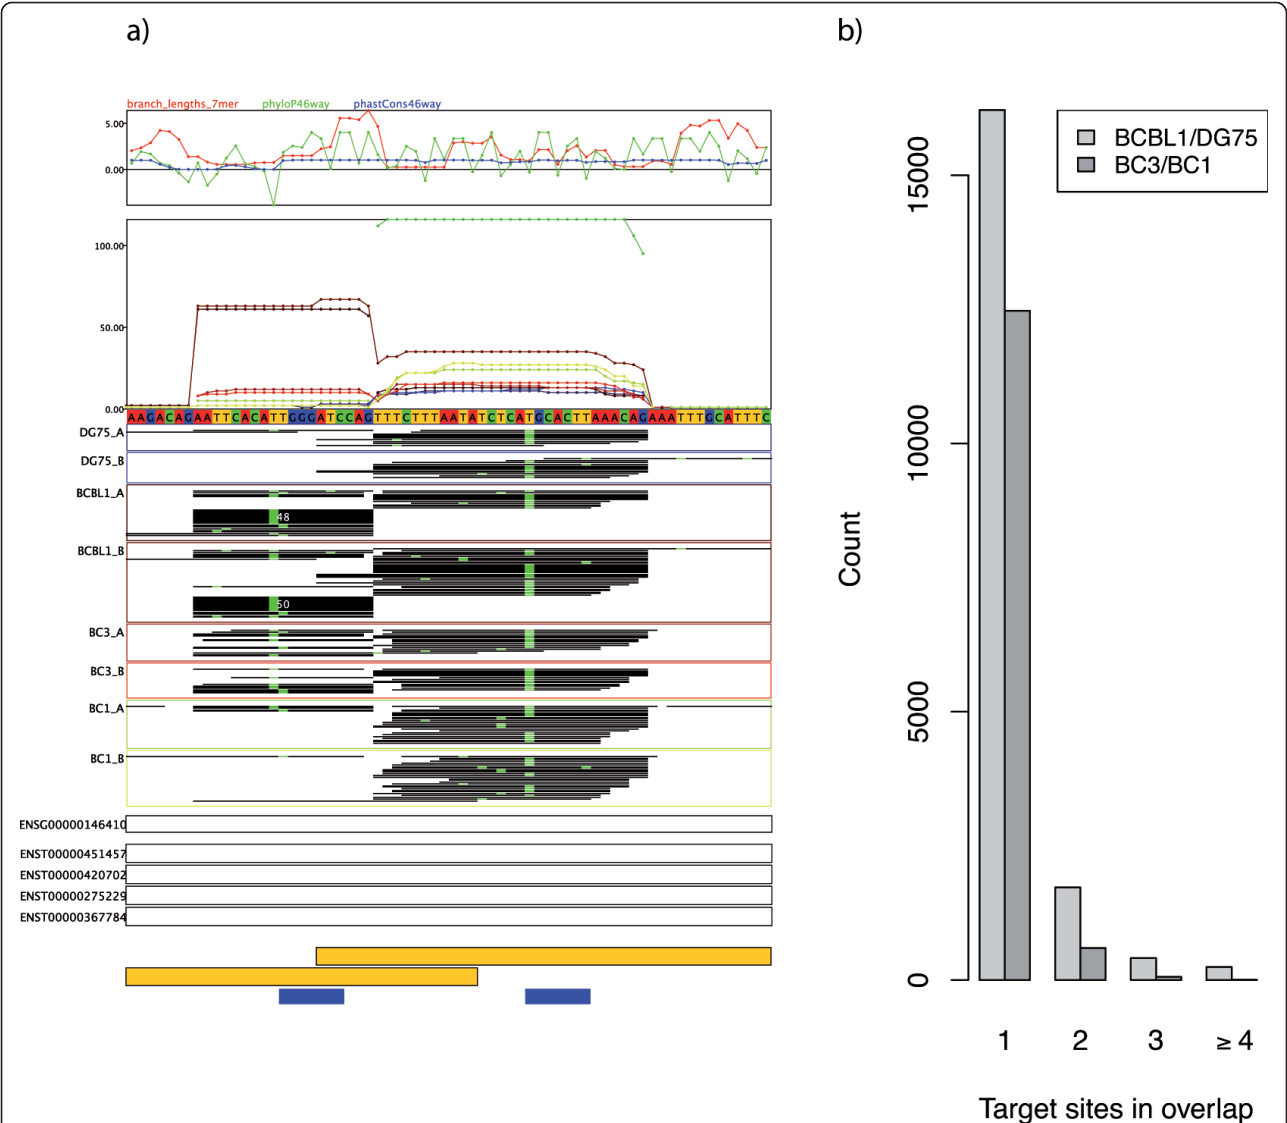 a)
branch_lengths_7mer phyloP46way phastCons46way
5.00
0.00
100.00
50.00
0.00
AAGACAGAATTCACATTGGGATCCAGTTTCTTTAATATCTCATGCACTTAAACAGAAATTTGCATTTC
DG75_A
DG75_B
BCBL1_A
48
BCBL1_B
50
BC3_A
BC3_B
BC1_A
BC1_B
ENSG00000146410
ENST00000451457
ENST00000420702
ENST00000275229
ENST00000367784
b)
BCBL1/DG75
BC3/BC1
15000
10000
5000
0
Count
1 2 3 ≥ 4
Target sites in overlap